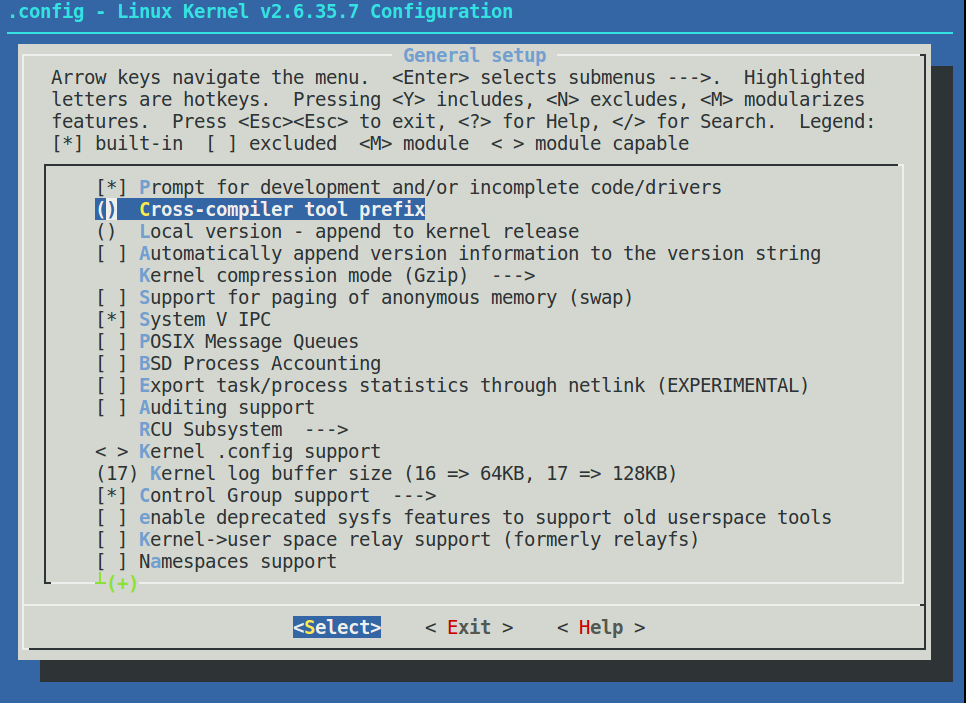 .config - Linux Kernel v2.6.35.7 Configuration
General setup
Arrow keys navigate the menu.  <Enter> selects submenus --->.  Highlighted
letters are hotkeys.  Pressing <Y> includes, <N> excludes, <M> modularizes
features.  Press <Esc><Esc> to exit, <?> for Help, </> for Search.  Legend:
[*] built-in  [ ] excluded  <M> module  < > module capable
[*] Prompt for development and/or incomplete code/drivers
()  Cross-compiler tool prefix
()  Local version - append to kernel release
[ ] Automatically append version information to the version string
Kernel compression mode (Gzip)  --->
[ ] Support for paging of anonymous memory (swap)
[*] System V IPC
[ ] POSIX Message Queues
[ ] BSD Process Accounting
[ ] Export task/process statistics through netlink (EXPERIMENTAL)
[ ] Auditing support
RCU Subsystem  --->
< > Kernel .config support
(17) Kernel log buffer size (16 => 64KB, 17 => 128KB)
[*] Control Group support  --->
[ ] enable deprecated sysfs features to support old userspace tools
[ ] Kernel->user space relay support (formerly relayfs)
[ ] Namespaces support
┴(+)
<Select>    < Exit >    < Help >